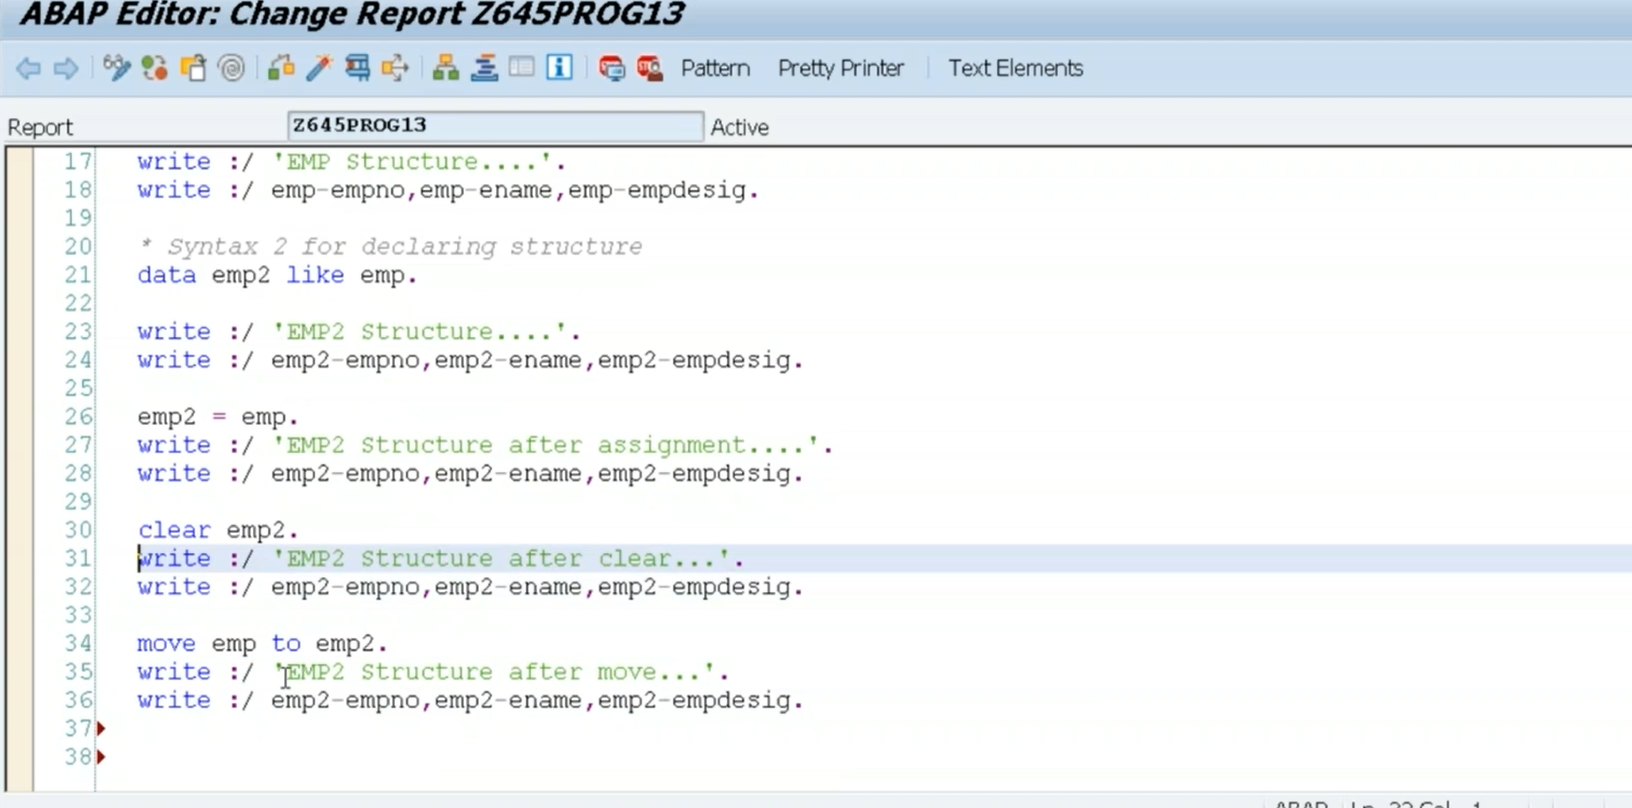 ABAP Editor: Change Report Z645PROG13
Pattern Pretty Printer Text Elements
Report Z645PROG13 Active
17 write :/ 'EMP Structure....'.
18 write :/ emp-empno,emp-ename,emp-empdesig.
19
20 * Syntax 2 for declaring structure
21 data emp2 like emp.
22
23 write :/ 'EMP2 Structure....'.
24 write :/ emp2-empno,emp2-ename,emp2-empdesig.
25
26 emp2 = emp.
27 write :/ 'EMP2 Structure after assignment....'.
28 write :/ emp2-empno,emp2-ename,emp2-empdesig.
29
30 clear emp2.
31 write :/ 'EMP2 Structure after clear...'.
32 write :/ emp2-empno,emp2-ename,emp2-empdesig.
33
34 move emp to emp2.
35 write :/ 'EMP2 Structure after move...'.
36 write :/ emp2-empno,emp2-ename,emp2-empdesig.
37
38